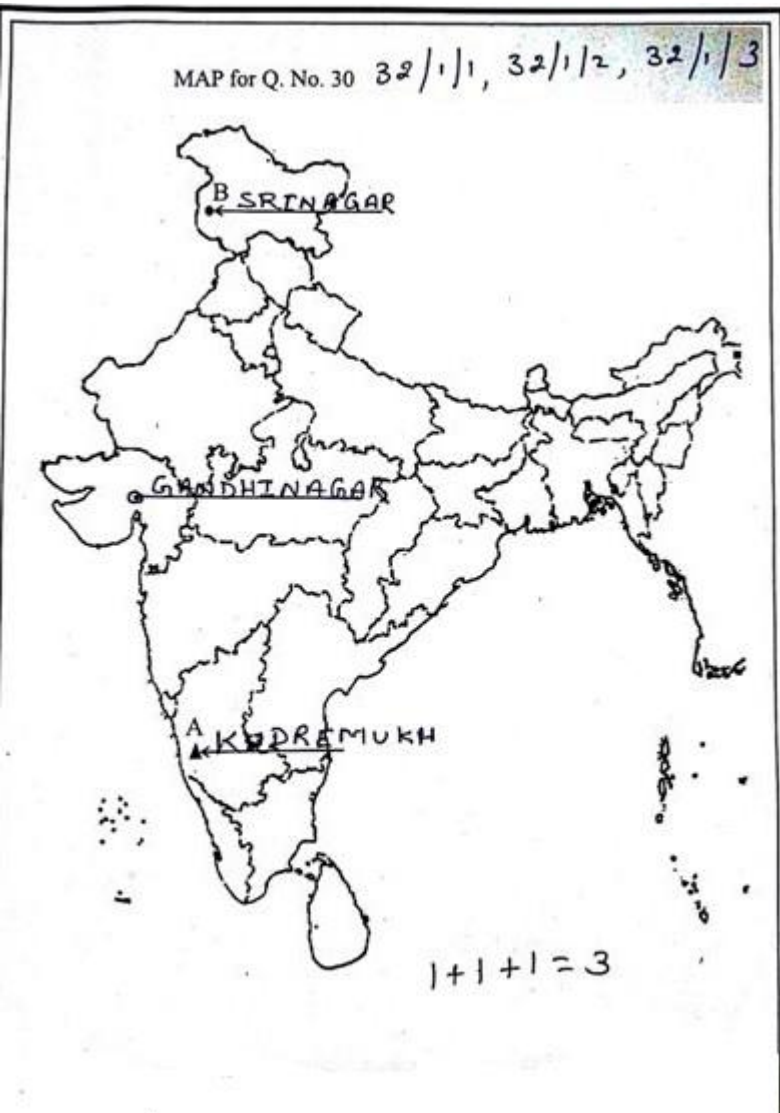 MAP for Q. No. 30 32/1/1, 32/1/2, 32/1/3
B SRINAGAR
GANDHINAGAR
A
KUDREMUKH
1+1+1=3